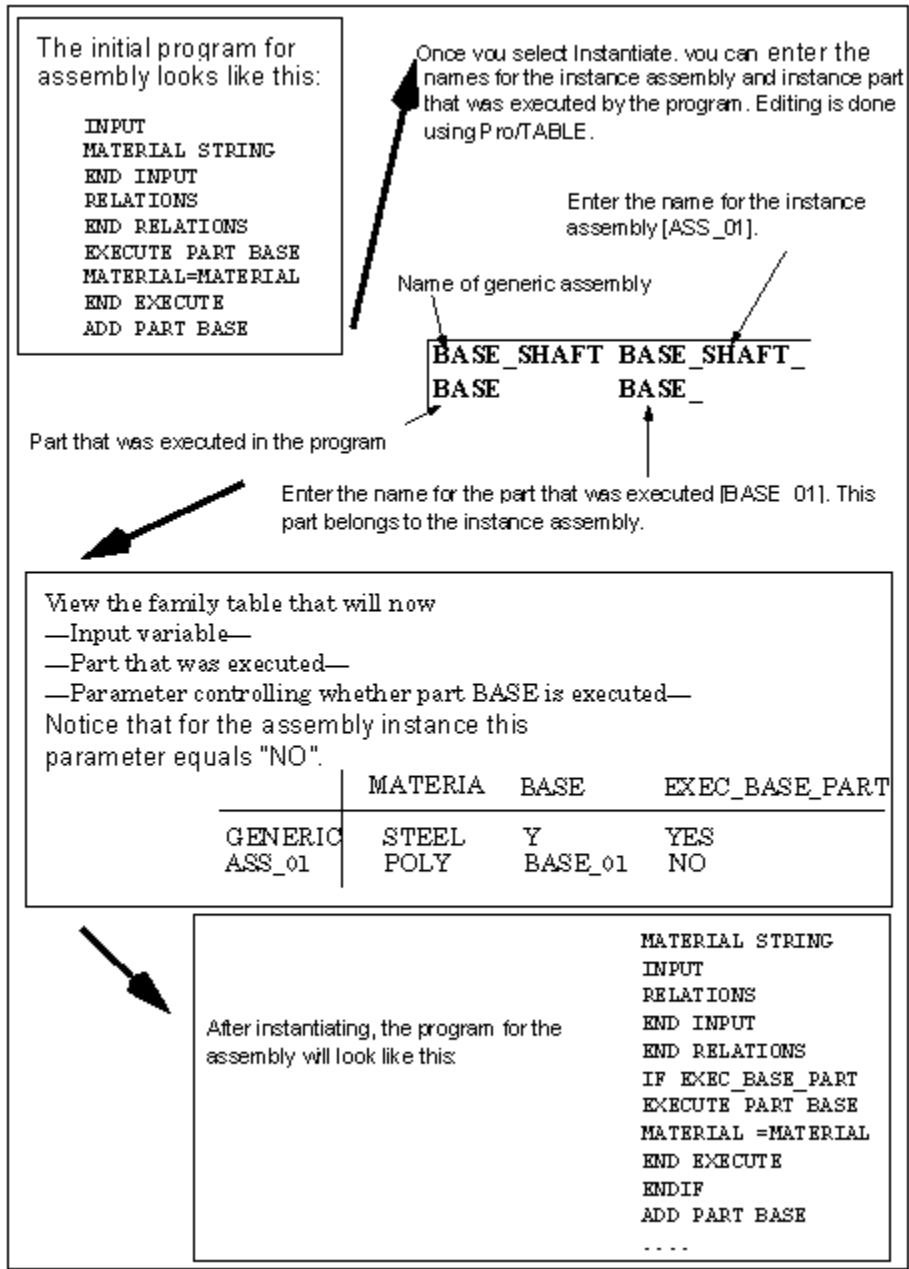 The initial program for
assembly looks like this:
INPUT
MATERIAL STRING
END INPUT
RELATIONS
END RELATIONS
EXECUTE PART BASE
MATERIAL=MATERIAL
END EXECUTE
ADD PART BASE
Once you select Instantiate. you can enter the
names for the instance assembly and instance part
that was executed by the program. Editing is done
using Pro/TABLE.
Enter the name for the instance
assembly [ASS_01].
Name of generic assembly
BASE_SHAFT BASE_SHAFT_
BASE BASE_
Part that was executed in the program
Enter the name for the part that was executed [BASE_01]. This
part belongs to the instance assembly.
View the family table that will now
—Input variable—
—Part that was executed—
—Parameter controlling whether part BASE is executed—
Notice that for the assembly instance this
parameter equals "NO".
MATERIA BASE EXEC_BASE_PART
GENERIC STEEL Y YES
ASS_01 POLY BASE_01 NO
After instantiating, the program for the
assembly will look like this:
MATERIAL STRING
INPUT
RELATIONS
END INPUT
END RELATIONS
IF EXEC_BASE_PART
EXECUTE PART BASE
MATERIAL =MATERIAL
END EXECUTE
ENDIF
ADD PART BASE
....